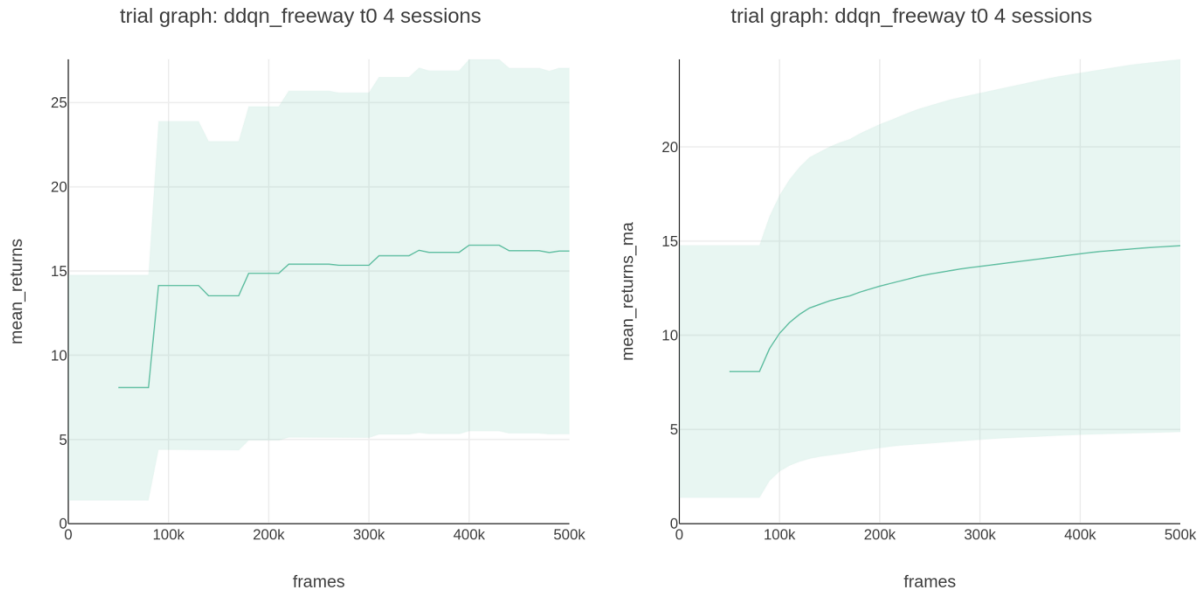 trial graph: ddqn_freeway t0 4 sessions
25
20
15
10
5
0
mean_returns
0
100k
200k
300k
400k
500k
frames
trial graph: ddqn_freeway t0 4 sessions
20
15
10
5
0
mean_returns_ma
0
100k
200k
300k
400k
500k
frames